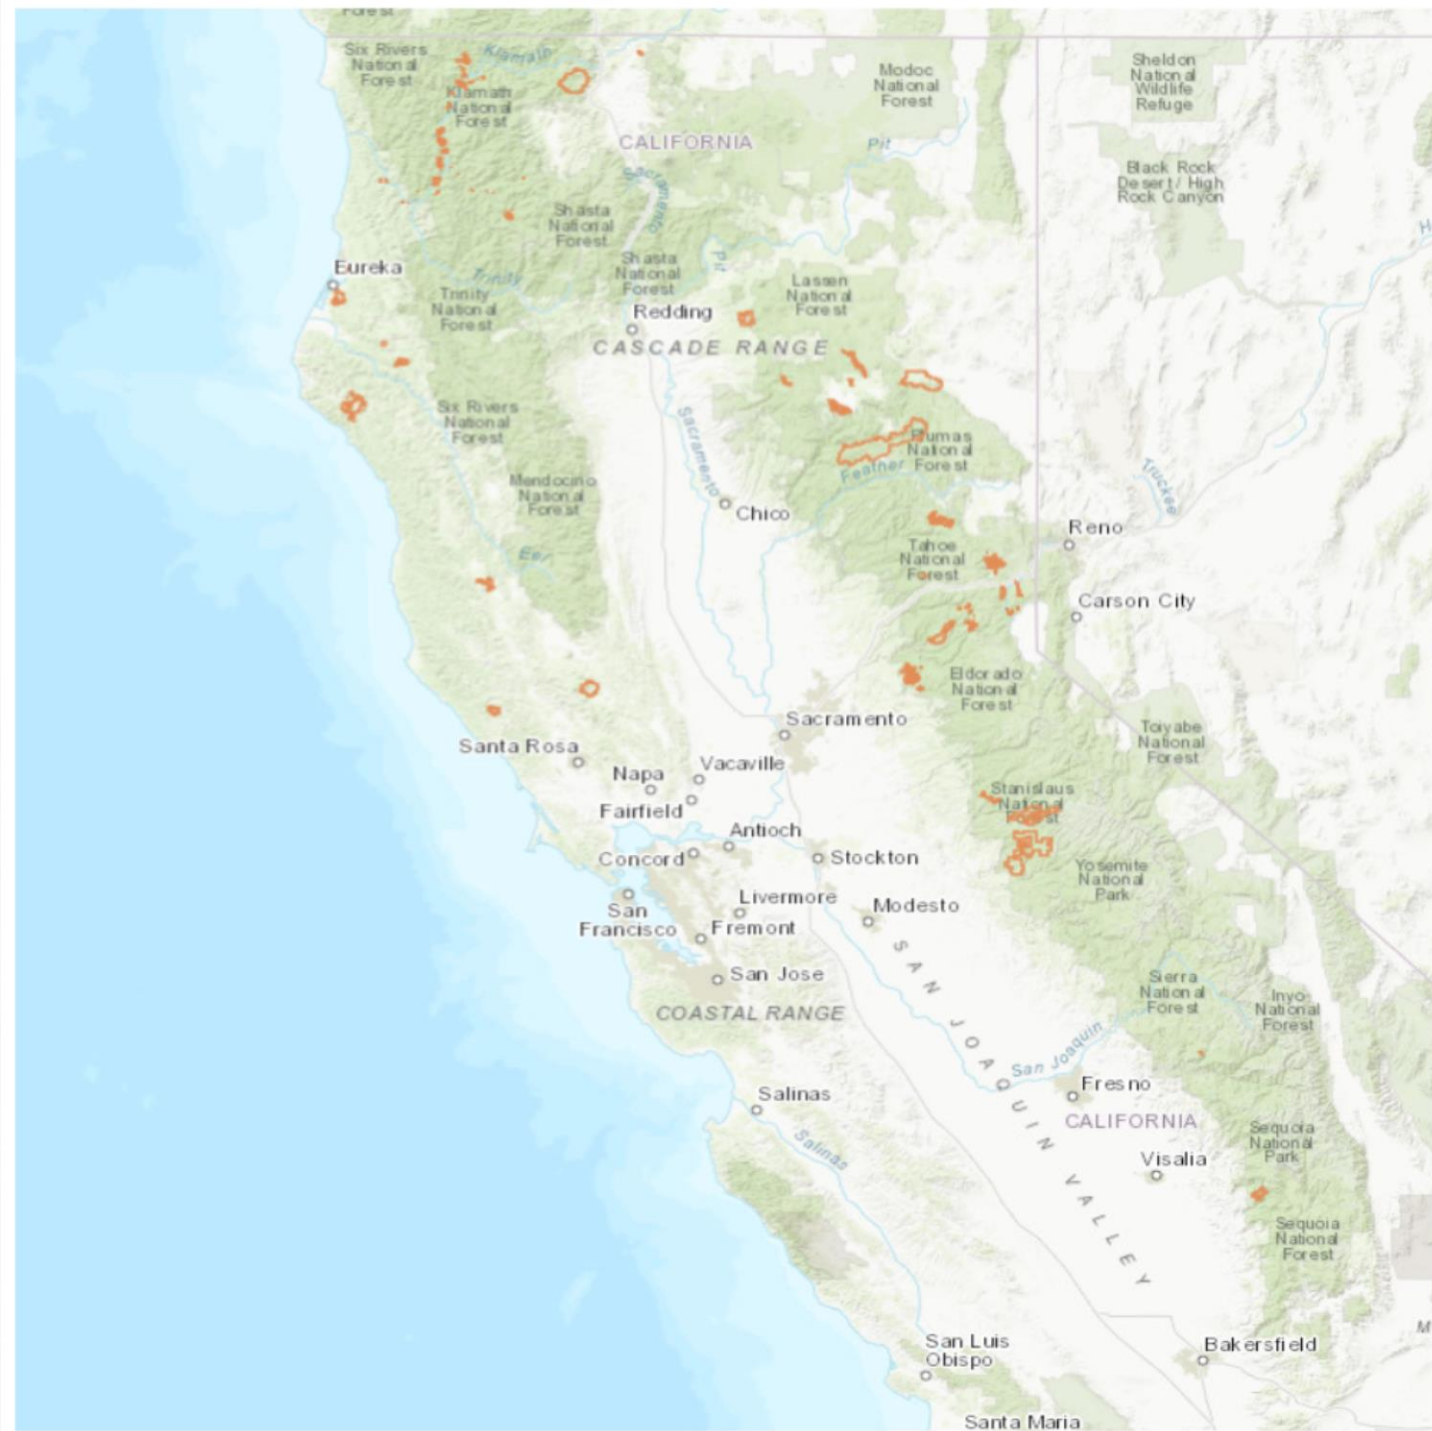 Forest
Six Rivers
National
Forest
Klamath
Klamath
National
Forest
Modoc
National
Forest
Sheldon
National
Wildlife
Refuge
CALIFORNIA
Pit
Black Rock
Desert/ High
Rock Canyon
Sacramento
Shasta
National
Forest
Pit
Shasta
National
Forest
Eureka
Trinity
Trinity
National
Forest
Lassen
National
Forest
Redding
CASCADE RANGE
Six Rivers
National
Forest
Sacramento
Plumas
National
Forest
Feather
Mendocino
National
Forest
Chico
Truckee
Reno
Eel
Tahoe
National
Forest
Carson City
Eldorado
National
Forest
Sacramento
Toiyabe
National
Forest
Santa Rosa
Napa
Vacaville
Fairfield
Stanislaus
National
Forest
Antioch
Concord
Stockton
Yosemite
National
Park
Livermore
Modesto
San
Francisco
Fremont
San Jose
SAN JOAQUIN VALLEY
Sierra
National
Forest
Inyo
National
Forest
COASTAL RANGE
San Joaquin
Salinas
Fresno
CALIFORNIA
Salinas
Sequoia
National
Park
Visalia
Sequoia
National
Forest
San Luis
Obispo
Bakersfield
Santa Maria